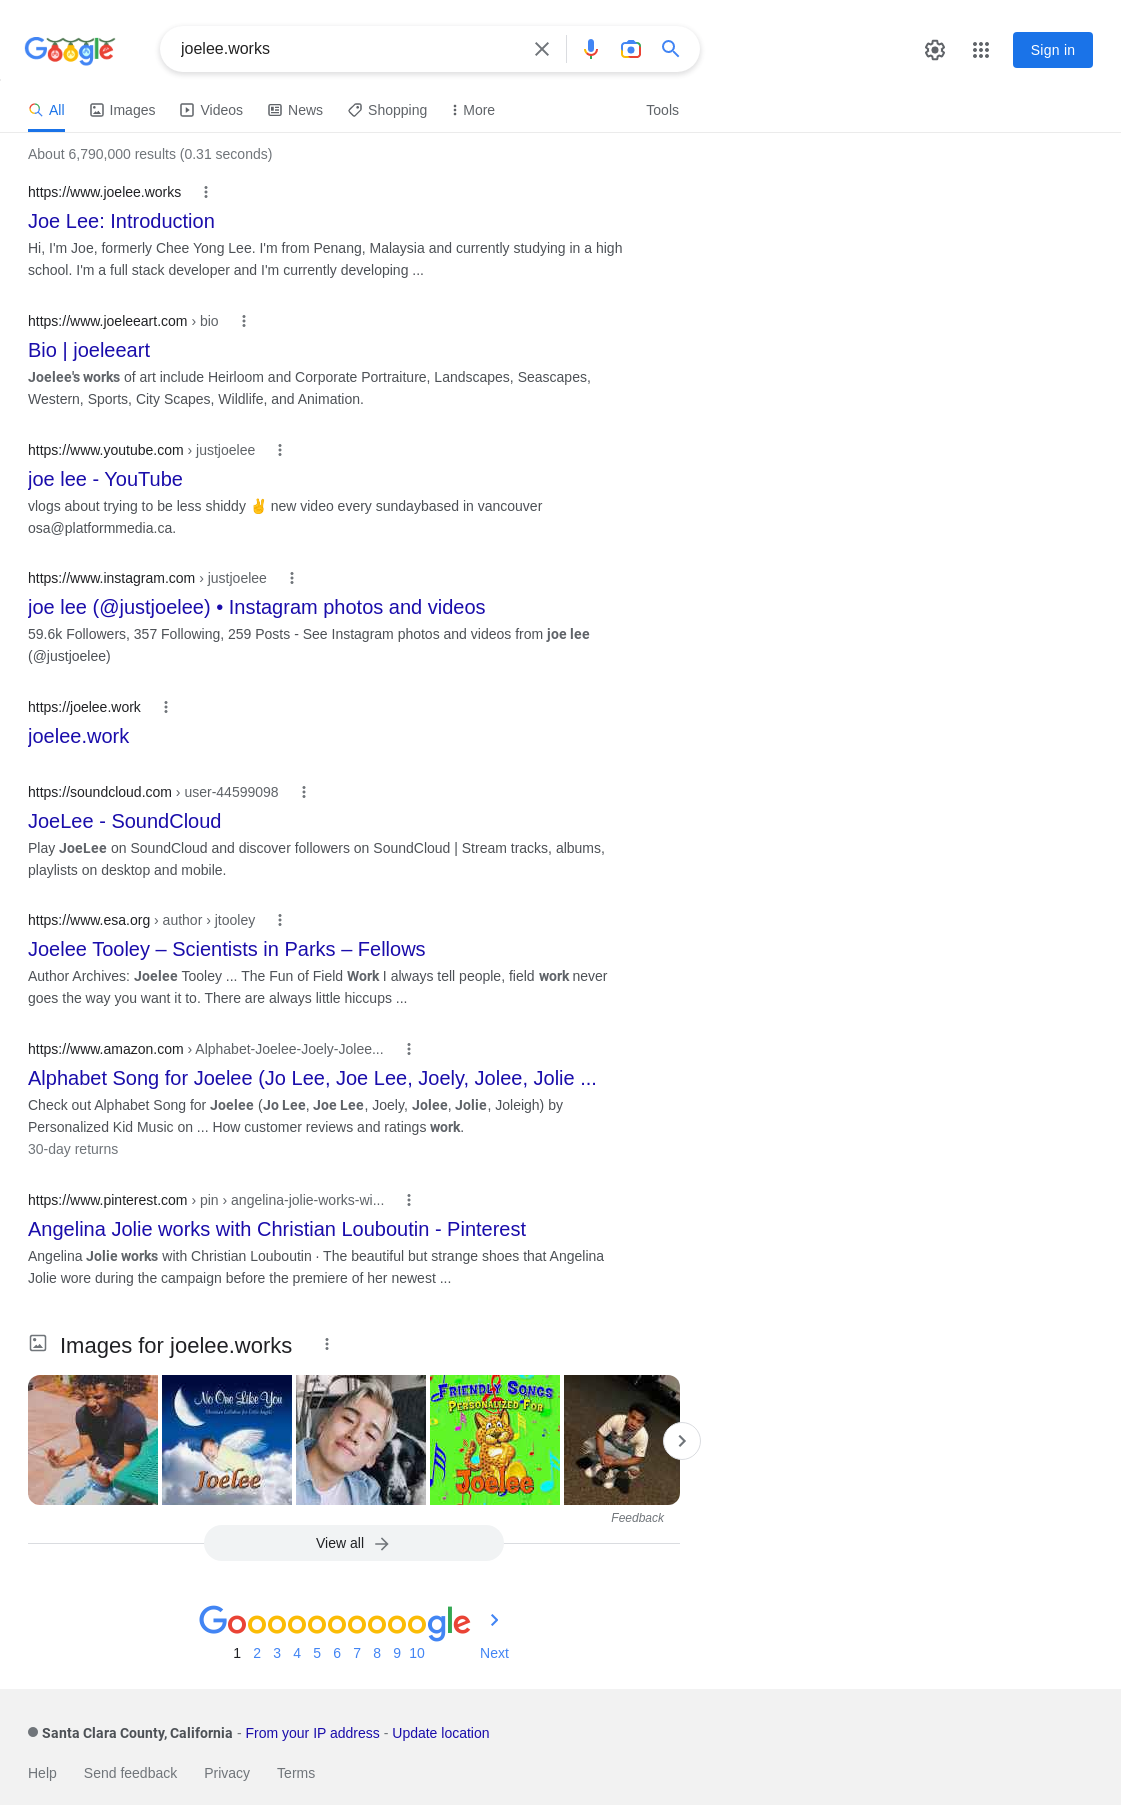 Google
joelee.works
Sign in
All
Images
Videos
News
Shopping
More
Tools
About 6,790,000 results (0.31 seconds)
https://www.joelee.works
Joe Lee: Introduction
Hi, I'm Joe, formerly Chee Yong Lee. I'm from Penang, Malaysia and currently studying in a high
school. I'm a full stack developer and I'm currently developing ...
https://www.joeleeart.com › bio
Bio | joeleeart
Joelee's works of art include Heirloom and Corporate Portraiture, Landscapes, Seascapes,
Western, Sports, City Scapes, Wildlife, and Animation.
https://www.youtube.com › justjoelee
joe lee - YouTube
vlogs about trying to be less shiddy ✌️ new video every sundaybased in vancouver
osa@platformmedia.ca.
https://www.instagram.com › justjoelee
joe lee (@justjoelee) • Instagram photos and videos
59.6k Followers, 357 Following, 259 Posts - See Instagram photos and videos from joe lee
(@justjoelee)
https://joelee.work
joelee.work
https://soundcloud.com › user-44599098
JoeLee - SoundCloud
Play JoeLee on SoundCloud and discover followers on SoundCloud | Stream tracks, albums,
playlists on desktop and mobile.
https://www.esa.org › author › jtooley
Joelee Tooley – Scientists in Parks – Fellows
Author Archives: Joelee Tooley ... The Fun of Field Work I always tell people, field work never
goes the way you want it to. There are always little hiccups ...
https://www.amazon.com › Alphabet-Joelee-Joely-Jolee...
Alphabet Song for Joelee (Jo Lee, Joe Lee, Joely, Jolee, Jolie ...
Check out Alphabet Song for Joelee (Jo Lee, Joe Lee, Joely, Jolee, Jolie, Joleigh) by
Personalized Kid Music on ... How customer reviews and ratings work.
30-day returns
https://www.pinterest.com › pin › angelina-jolie-works-wi...
Angelina Jolie works with Christian Louboutin - Pinterest
Angelina Jolie works with Christian Louboutin · The beautiful but strange shoes that Angelina
Jolie wore during the campaign before the premiere of her newest ...
Images for joelee.works
No One Like You
Joelee
FRIENDLY SONGS
PERSONALIZED FOR
Joelee
Feedback
View all
Goooooooooogle
1 2 3 4 5 6 7 8 9 10 Next
Santa Clara County, California - From your IP address - Update location
Help Send feedback Privacy Terms